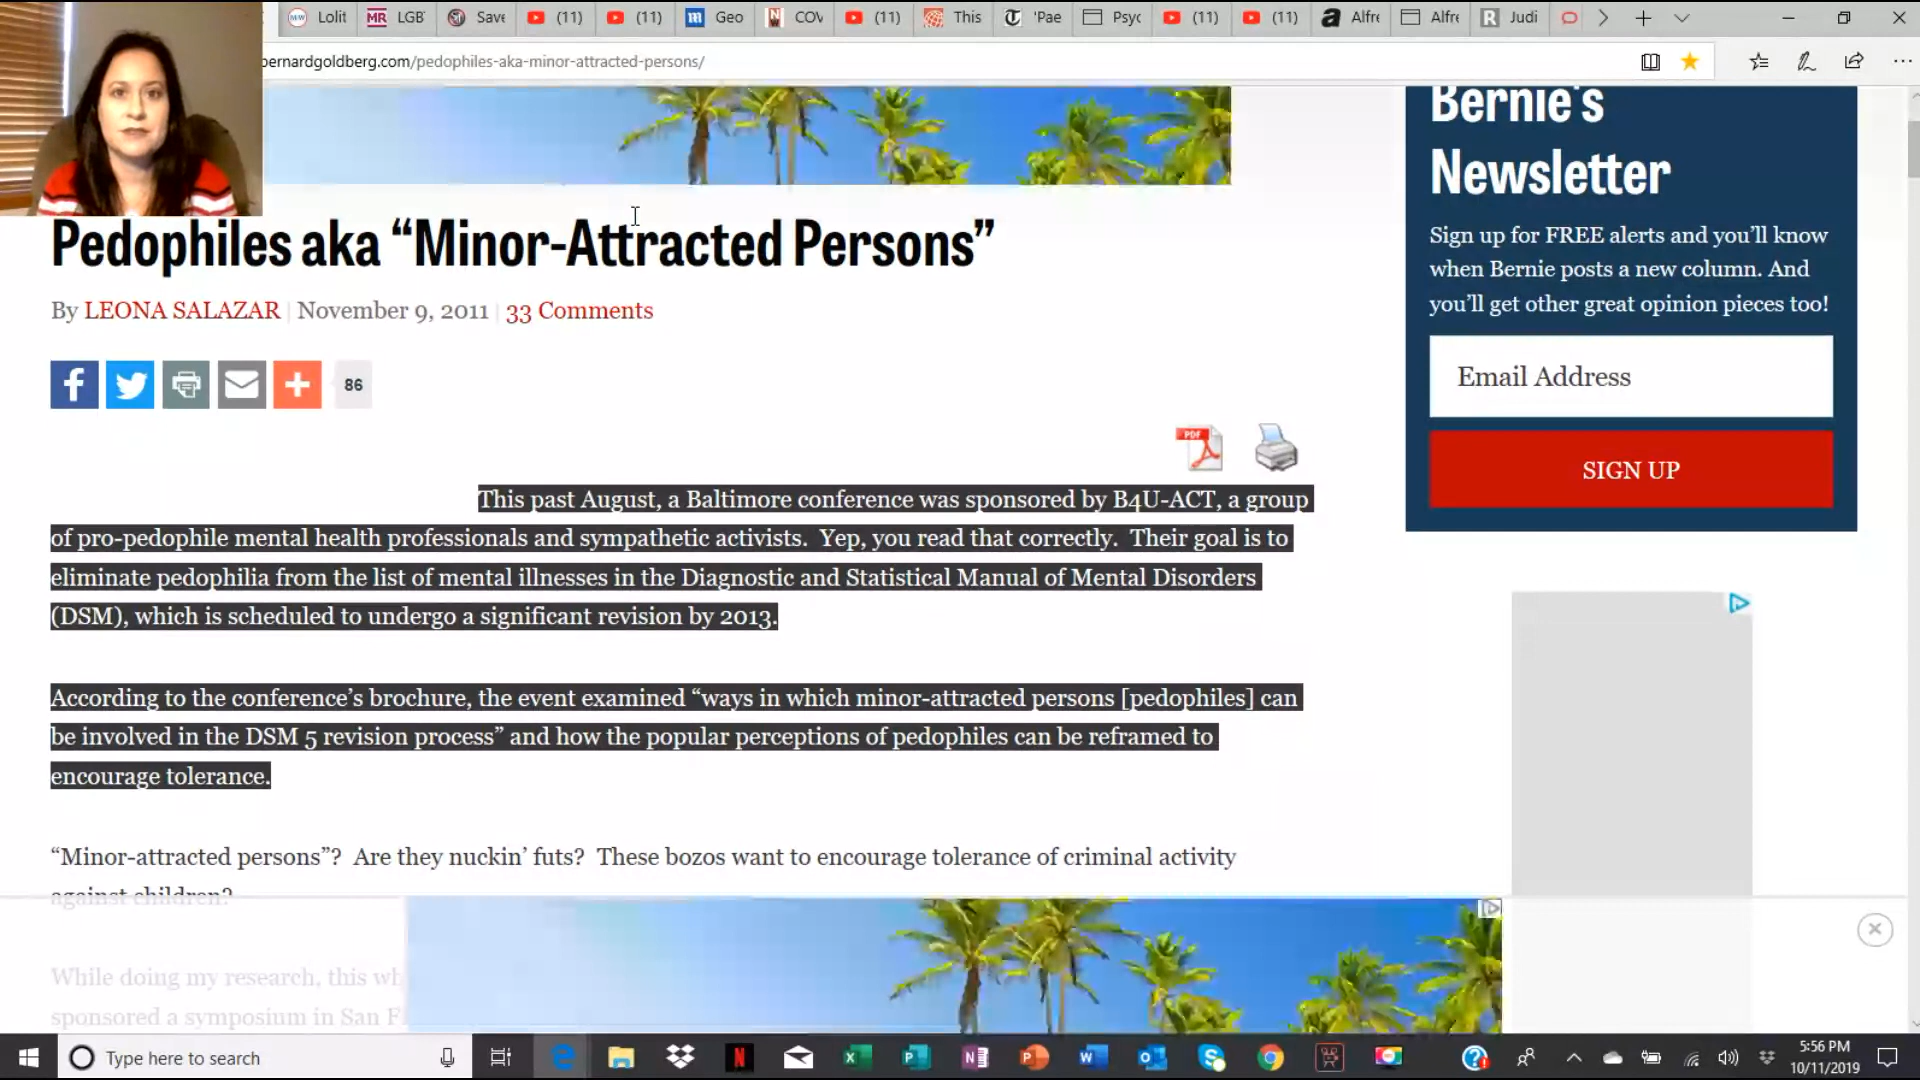 Lolit
LGB
Save
(11)
(11)
Geo
COV
(11)
This
'Pae
Psyc
(11)
(11)
Alfre
Alfre
Judi
bernardgoldberg.com/pedophiles-aka-minor-attracted-persons/
Bernie's
Newsletter
Sign up for FREE alerts and you'll know
when Bernie posts a new column. And
you'll get other great opinion pieces too!
Email Address
SIGN UP
Pedophiles aka “Minor-Attracted Persons”
By LEONA SALAZAR | November 9, 2011 | 33 Comments
86
PDF
This past August, a Baltimore conference was sponsored by B4U-ACT, a group
of pro-pedophile mental health professionals and sympathetic activists. Yep, you read that correctly. Their goal is to
eliminate pedophilia from the list of mental illnesses in the Diagnostic and Statistical Manual of Mental Disorders
(DSM), which is scheduled to undergo a significant revision by 2013.
According to the conference's brochure, the event examined “ways in which minor-attracted persons [pedophiles] can
be involved in the DSM 5 revision process” and how the popular perceptions of pedophiles can be reframed to
encourage tolerance.
“Minor-attracted persons”? Are they nuckin' futs? These bozos want to encourage tolerance of criminal activity
against children?
While doing my research, this wh
sponsored a symposium in San F
Type here to search
5:56 PM
10/11/2019